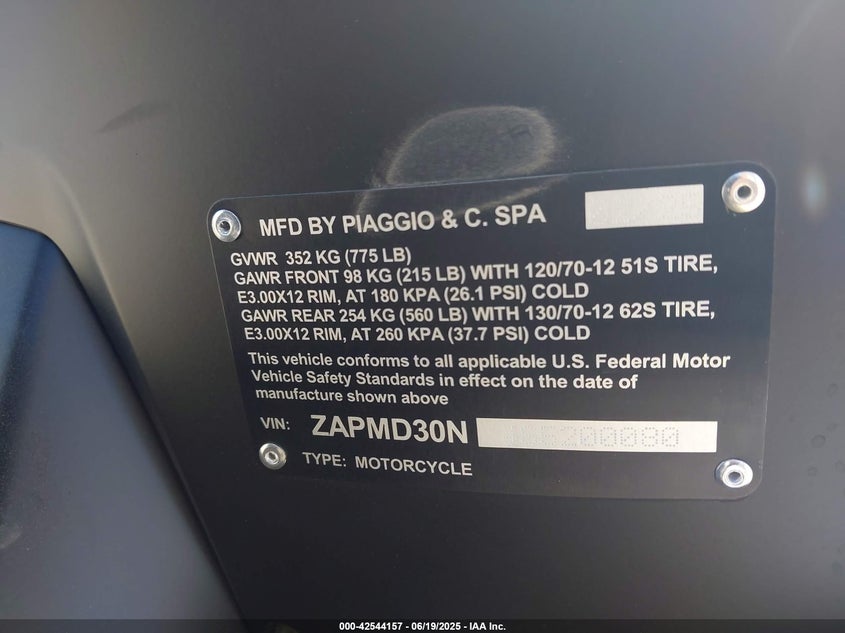 MFD BY PIAGGIO & C. SPA
GVWR 352 KG (775 LB)
GAWR FRONT 98 KG (215 LB) WITH 120/70-12 51S TIRE,
E3.00X12 RIM, AT 180 KPA (26.1 PSI) COLD
GAWR REAR 254 KG (560 LB) WITH 130/70-12 62S TIRE,
E3.00X12 RIM, AT 260 KPA (37.7 PSI) COLD
This vehicle conforms to all applicable U.S. Federal Motor
Vehicle Safety Standards in effect on the date of
manufacture shown above
VIN: ZAPMD30N
TYPE: MOTORCYCLE
000-42544157 - 06/19/2025 - IAA Inc.